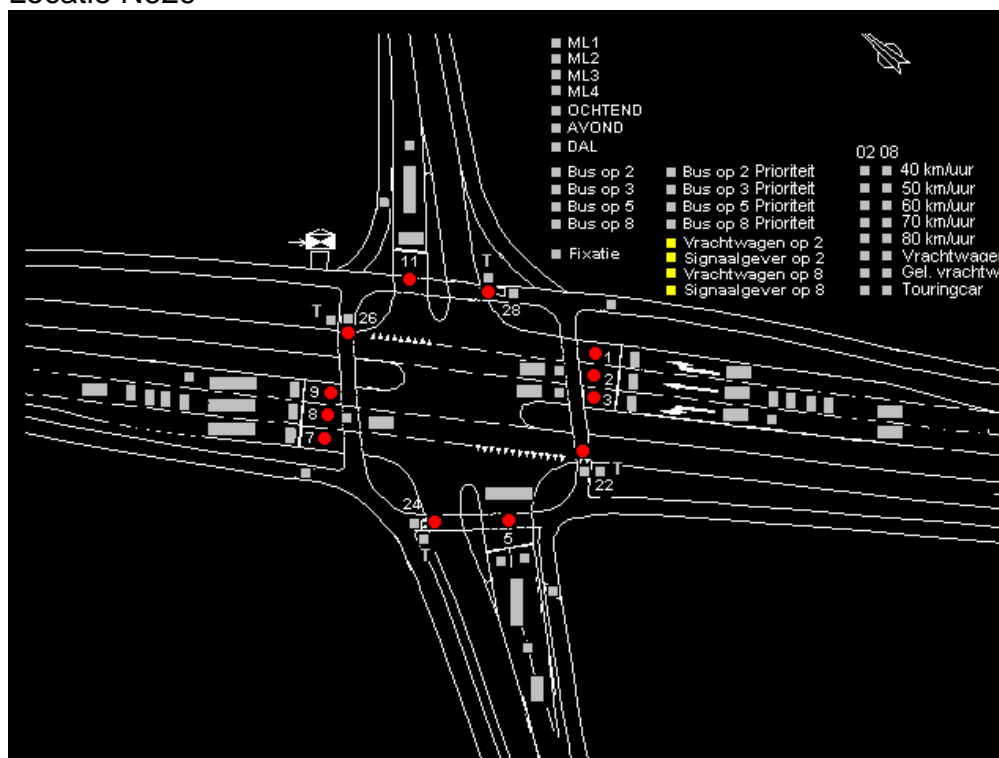 ML1
ML2
ML3
ML4
OCHTEND
AVOND
DAL
02 08
Bus op 2 Bus op 2 Prioriteit 40 km/uur
Bus op 3 Bus op 3 Prioriteit 50 km/uur
Bus op 5 Bus op 5 Prioriteit 60 km/uur
Bus op 8 Bus op 8 Prioriteit 70 km/uur
Vrachtwagen op 2 80 km/uur
Fixatie Signaalgever op 2 Vrachtwage
Vrachtwagen op 8 Gel. vrachtw
Signaalgever op 8 Touringcar
11
T
28
T 26
1
2
3
9
8
7
T
22
24
5
T